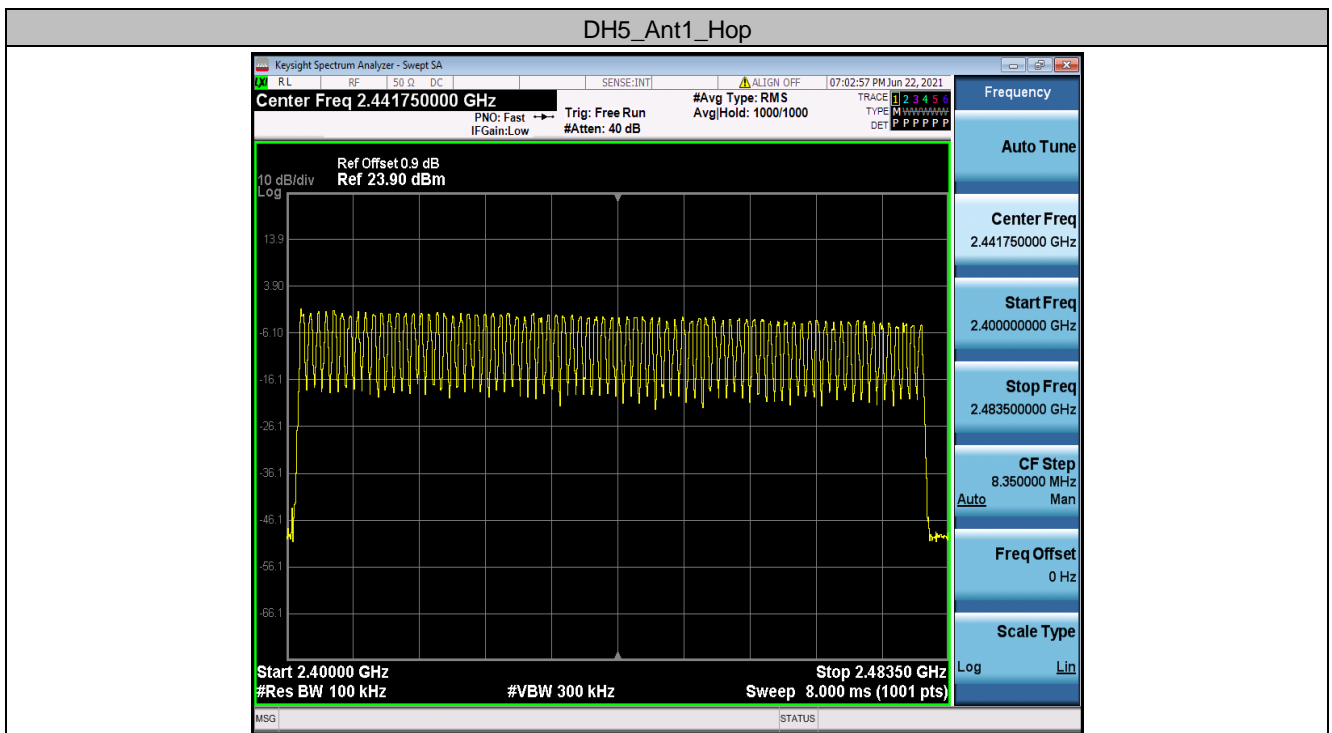 DH5_Ant1_Hop
Keysight Spectrum Analyzer - Swept SA
LXI RL RF 50 Ω DC SENSE:INT ALIGN OFF 07:02:57 PM Jun 22, 2021
Center Freq 2.441750000 GHz
PNO: Fast
IFGain:Low
Trig: Free Run
#Atten: 40 dB
#Avg Type: RMS
Avg|Hold: 1000/1000
TRACE 1 2 3 4 5 6
TYPE M WWWWW
DET P P P P P P
Ref Offset 0.9 dB
10 dB/div Ref 23.90 dBm
Log
13.9
3.90
-6.10
-16.1
-26.1
-36.1
-46.1
-56.1
-66.1
Start 2.40000 GHz Stop 2.48350 GHz
#Res BW 100 kHz #VBW 300 kHz Sweep 8.000 ms (1001 pts)
MSG STATUS
Frequency
Auto Tune
Center Freq
2.441750000 GHz
Start Freq
2.400000000 GHz
Stop Freq
2.483500000 GHz
CF Step
8.350000 MHz
Auto Man
Freq Offset
0 Hz
Scale Type
Log Lin